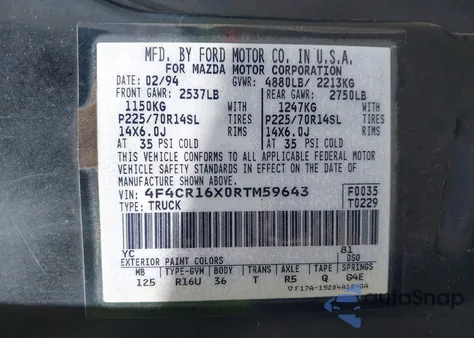 MFD. BY FORD MOTOR CO. IN U.S.A.
FOR MAZDA MOTOR CORPORATION
DATE: 02/94 GVWR: 4880LB/ 2213KG
FRONT GAWR: 2537LB REAR GAWR: 2750LB
1150KG WITH 1247KG WITH
P225/70R14SL TIRES P225/70R14SL TIRES
14X6.0J RIMS 14X6.0J RIMS
AT 35 PSI COLD AT 35 PSI COLD
THIS VEHICLE CONFORMS TO ALL APPLICABLE FEDERAL MOTOR
VEHICLE SAFETY STANDARDS IN EFFECT ON THE DATE OF
MANUFACTURE SHOWN ABOVE.
VIN: 4F4CR16X0RTM59643 F0035
TYPE: TRUCK T0229
YC 81
EXTERIOR PAINT COLORS DSO
WB TYPE-GVM BODY TRANS AXLE TAPE SPRINGS
125 R16U 36 T R5 Q G4E
autoSnap